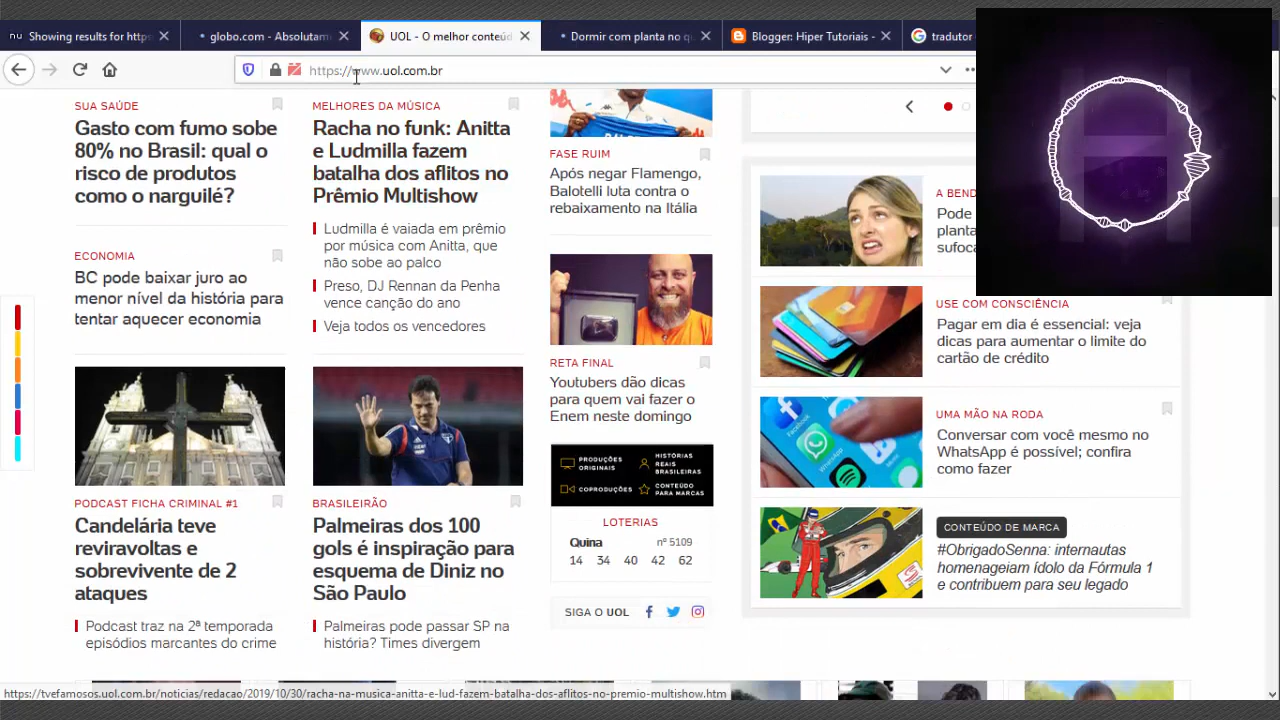 Showing results for https
globo.com - Absolutam
UOL - O melhor conteúd
Dormir com planta no qu
Blogger: Hiper Tutoriais -
tradutor
https://www.uol.com.br
SUA SAÚDE
Gasto com fumo sobe
80% no Brasil: qual o
risco de produtos
como o narguilé?
ECONOMIA
BC pode baixar juro ao
menor nível da história para
tentar aquecer economia
PODCAST FICHA CRIMINAL #1
Candelária teve
reviravoltas e
sobrevivente de 2
ataques
Podcast traz na 2ª temporada
episódios marcantes do crime
MELHORES DA MÚSICA
Racha no funk: Anitta
e Ludmilla fazem
batalha dos aflitos no
Prêmio Multishow
Ludmilla é vaiada em prêmio
por música com Anitta, que
não sobe ao palco
Preso, DJ Rennan da Penha
vence canção do ano
Veja todos os vencedores
BRASILEIRÃO
Palmeiras dos 100
gols é inspiração para
esquema de Diniz no
São Paulo
Palmeiras pode passar SP na
história? Times divergem
FASE RUIM
Após negar Flamengo,
Balotelli luta contra o
rebaixamento na Itália
RETA FINAL
Youtubers dão dicas
para quem vai fazer o
Enem neste domingo
PRODUÇÕES
ORIGINAIS
HISTÓRIAS
REAIS
BRASILEIRAS
COPRODUÇÕES
CONTEÚDO
PARA MARCAS
LOTERIAS
Quina nº 5109
14 34 40 42 62
SIGA O UOL
A BEND
Pode
planta
sufoca
USE COM CONSCIÊNCIA
Pagar em dia é essencial: veja
dicas para aumentar o limite do
cartão de crédito
Facebook
WhatsApp
UMA MÃO NA RODA
Conversar com você mesmo no
WhatsApp é possível; confira
como fazer
CONTEÚDO DE MARCA
#ObrigadoSenna: internautas
homenageiam ídolo da Fórmula 1
e contribuem para seu legado
https://tvefamosos.uol.com.br/noticias/redacao/2019/10/30/racha-na-musica-anitta-e-lud-fazem-batalha-dos-aflitos-no-premio-multishow.htm